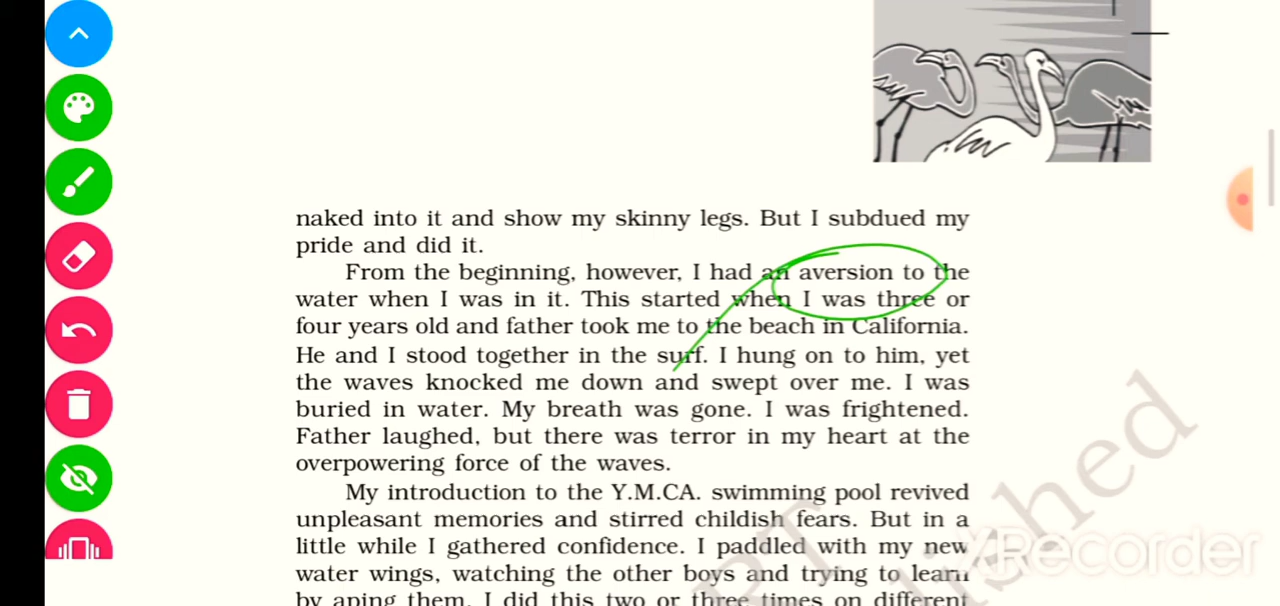 naked into it and show my skinny legs. But I subdued my
pride and did it.
From the beginning, however, I had an aversion to the
water when I was in it. This started when I was three or
four years old and father took me to the beach in California.
He and I stood together in the surf. I hung on to him, yet
the waves knocked me down and swept over me. I was
buried in water. My breath was gone. I was frightened.
Father laughed, but there was terror in my heart at the
overpowering force of the waves.
My introduction to the Y.M.CA. swimming pool revived
unpleasant memories and stirred childish fears. But in a
little while I gathered confidence. I paddled with my new
water wings, watching the other boys and trying to learn
by aping them. I did this two or three times on different
XRecorder